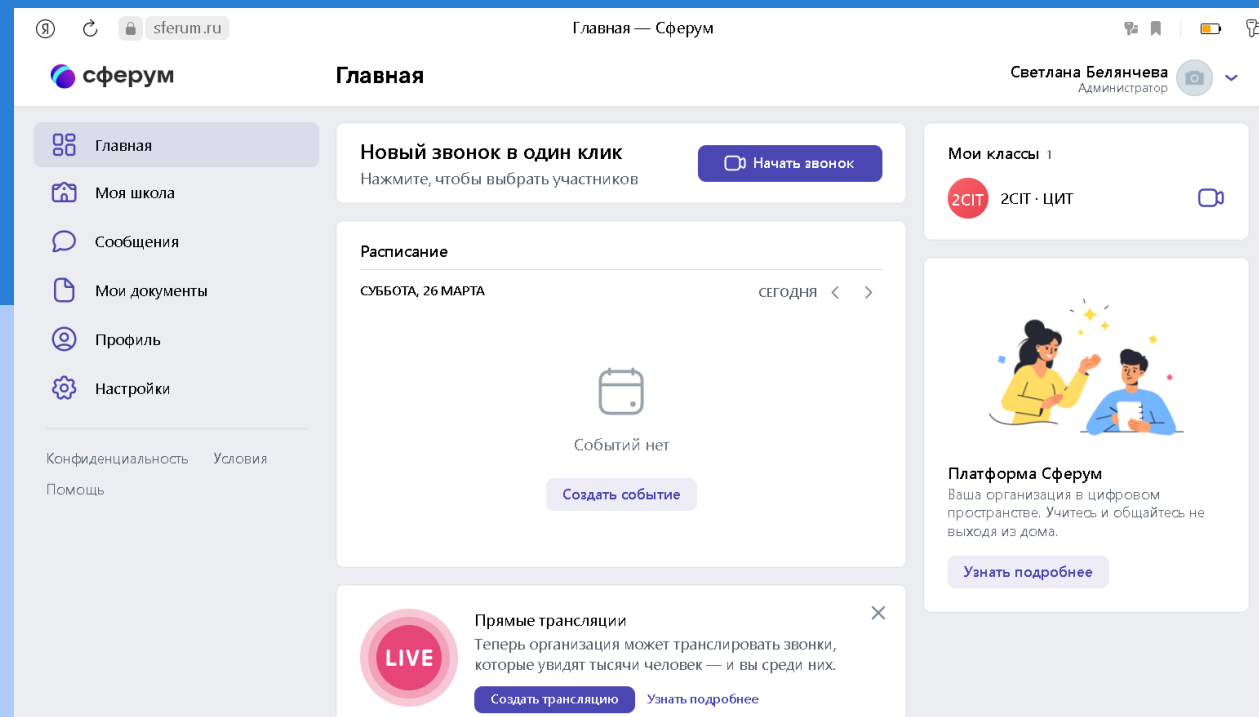 sferum.ru
Главная — Сферум
сферум
Главная
Светлана Белянчева
Администратор
Главная
Моя школа
Сообщения
Мои документы
Профиль
Настройки
Конфиденциальность Условия
Помощь
Новый звонок в один клик
Нажмите, чтобы выбрать участников
Начать звонок
Расписание
СУББОТА, 26 МАРТА
СЕГОДНЯ
Событий нет
Создать событие
LIVE
Прямые трансляции
Теперь организация может транслировать звонки,
которые увидят тысячи человек — и вы среди них.
Создать трансляцию Узнать подробнее
Мои классы 1
2CIT
2CIT · ЦИТ
Платформа Сферум
Ваша организация в цифровом
пространстве. Учитесь и общайтесь не
выходя из дома.
Узнать подробнее